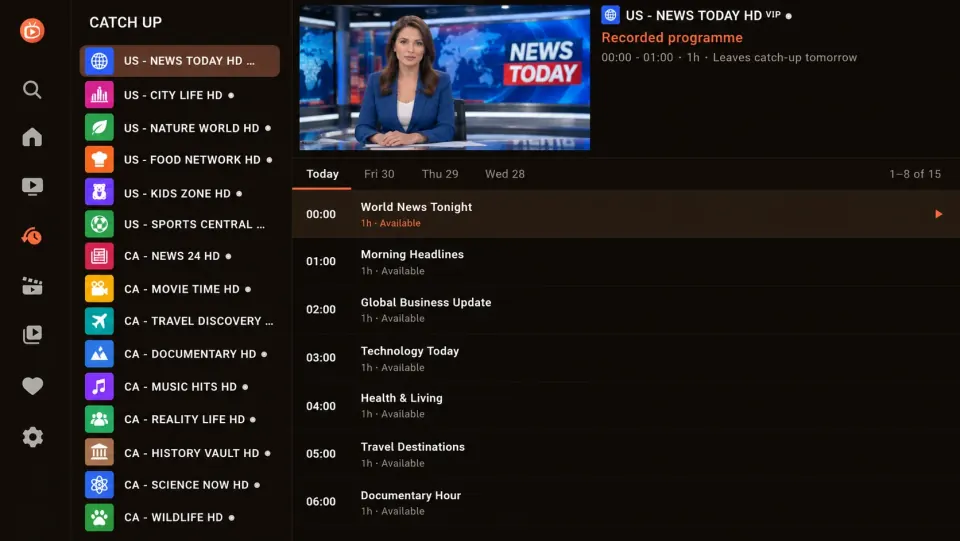 CATCH UP
US - NEWS TODAY HD ...
US - CITY LIFE HD
US - NATURE WORLD HD
US - FOOD NETWORK HD
US - KIDS ZONE HD
US - SPORTS CENTRAL ...
CA - NEWS 24 HD
CA - MOVIE TIME HD
CA - TRAVEL DISCOVERY ...
CA - DOCUMENTARY HD
CA - MUSIC HITS HD
CA - REALITY LIFE HD
CA - HISTORY VAULT HD
CA - SCIENCE NOW HD
CA - WILDLIFE HD
NEWS
TODAY
US - NEWS TODAY HD VIP
Recorded programme
00:00 - 01:00 · 1h · Leaves catch-up tomorrow
Today Fri 30 Thu 29 Wed 28 1–8 of 15
00:00 World News Tonight
1h · Available
01:00 Morning Headlines
1h · Available
02:00 Global Business Update
1h · Available
03:00 Technology Today
1h · Available
04:00 Health & Living
1h · Available
05:00 Travel Destinations
1h · Available
06:00 Documentary Hour
1h · Available